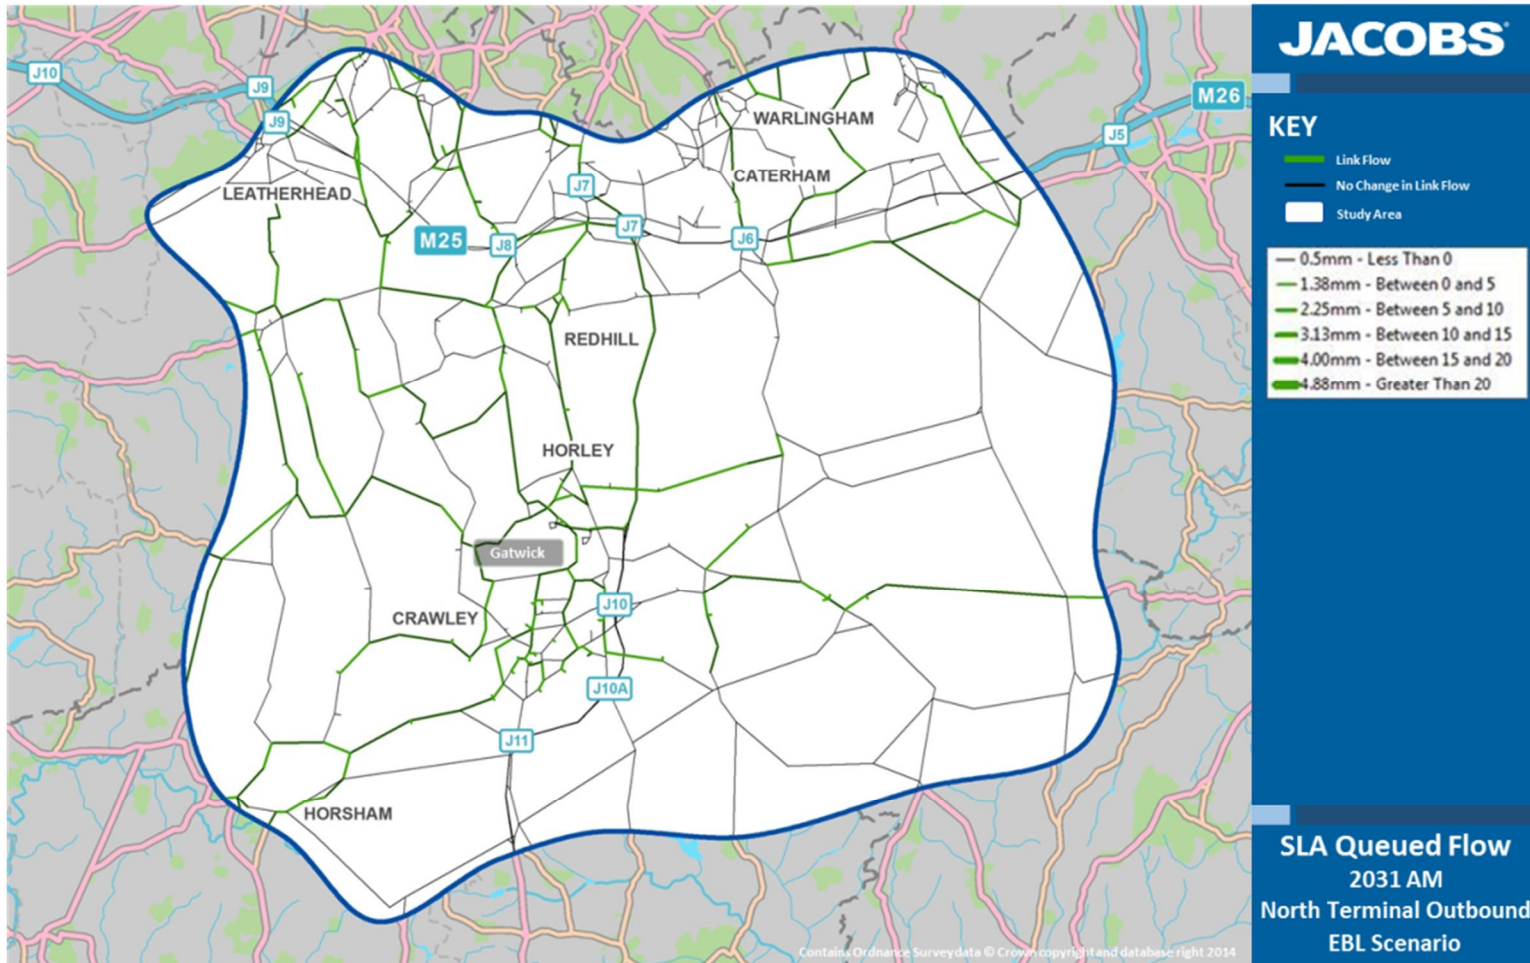 JACOBS
J10
J9
J9
M26
J5
WARLINGHAM
CATERHAM
LEATHERHEAD
J7
J7
M25
J8
J6
REDHILL
HORLEY
Gatwick
CRAWLEY
J10
J10A
J11
HORSHAM
Contains Ordnance Survey data © Crown copyright and database right 2014
KEY
Link Flow
No Change in Link Flow
Study Area
0.5mm - Less Than 0
1.38mm - Between 0 and 5
2.25mm - Between 5 and 10
3.13mm - Between 10 and 15
4.00mm - Between 15 and 20
4.88mm - Greater Than 20
SLA Queued Flow
2031 AM
North Terminal Outbound
EBL Scenario